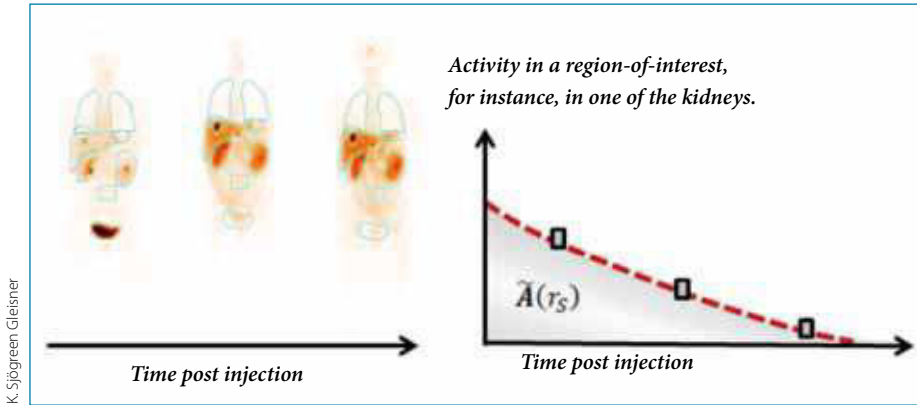 K. Sjögreen Gleisner
Time post injection
Activity in a region-of-interest,
for instance, in one of the kidneys.
Ã(rₛ)
Time post injection